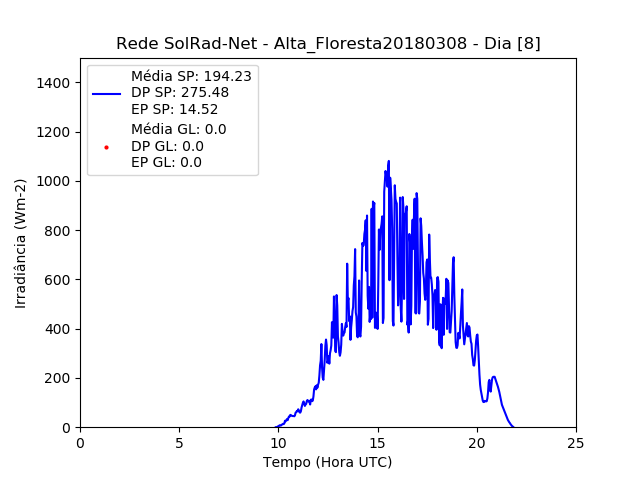 Rede SolRad-Net - Alta_Floresta20180308 - Dia [8]
Média SP: 194.23
DP SP: 275.48
EP SP: 14.52
Média GL: 0.0
DP GL: 0.0
EP GL: 0.0
Irradiância (Wm-2)
1400
1200
1000
800
600
400
200
0
0 5 10 15 20 25
Tempo (Hora UTC)